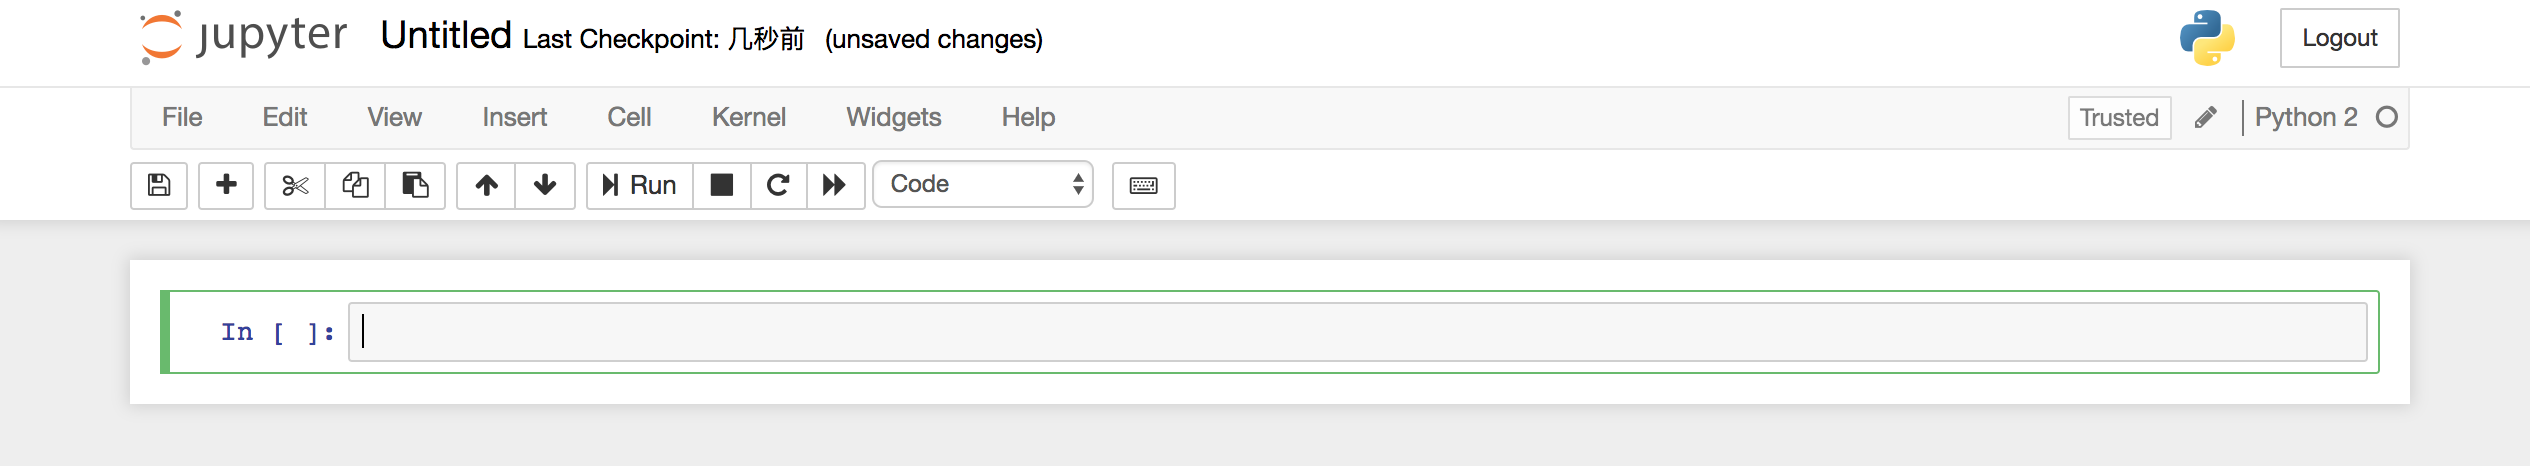 jupyter Untitled Last Checkpoint: 几秒前 (unsaved changes) Logout
File Edit View Insert Cell Kernel Widgets Help Trusted Python 2
Run Code
In [ ]: